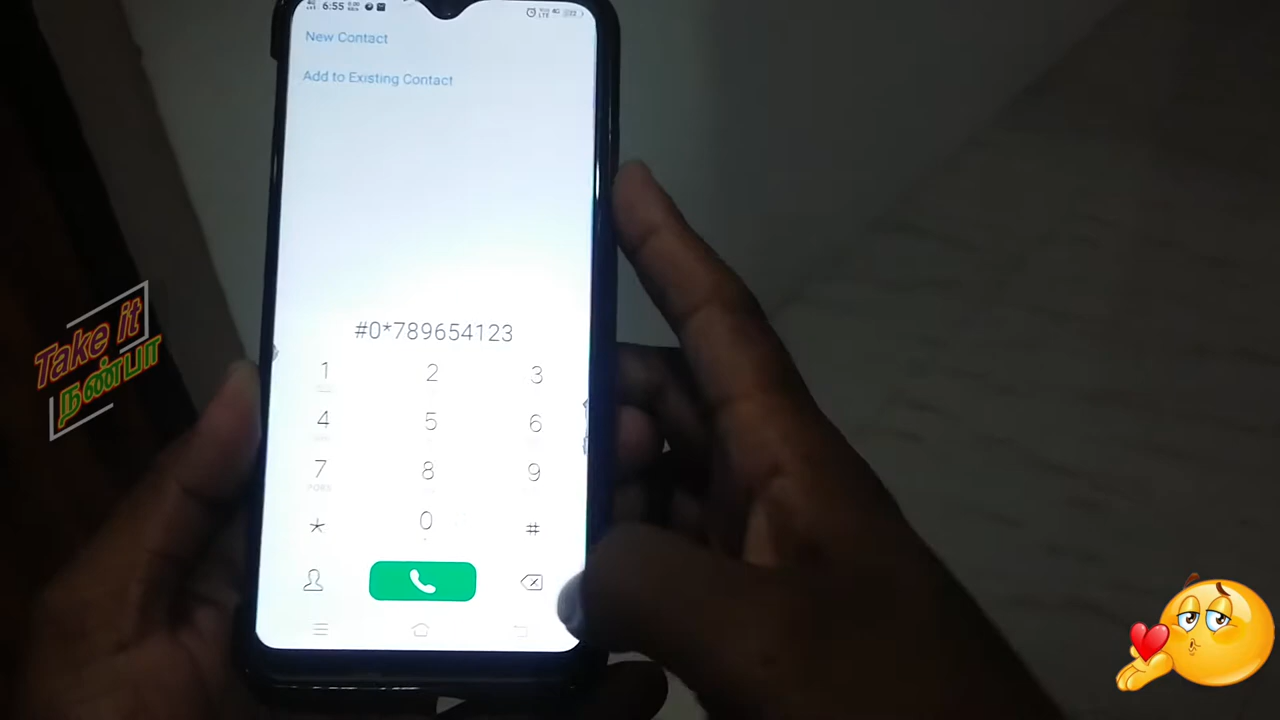 6:55
New Contact
Add to Existing Contact
#0*789654123
1 2 3
4 5 6
7 8 9
* 0 #
Take it
நண்பா